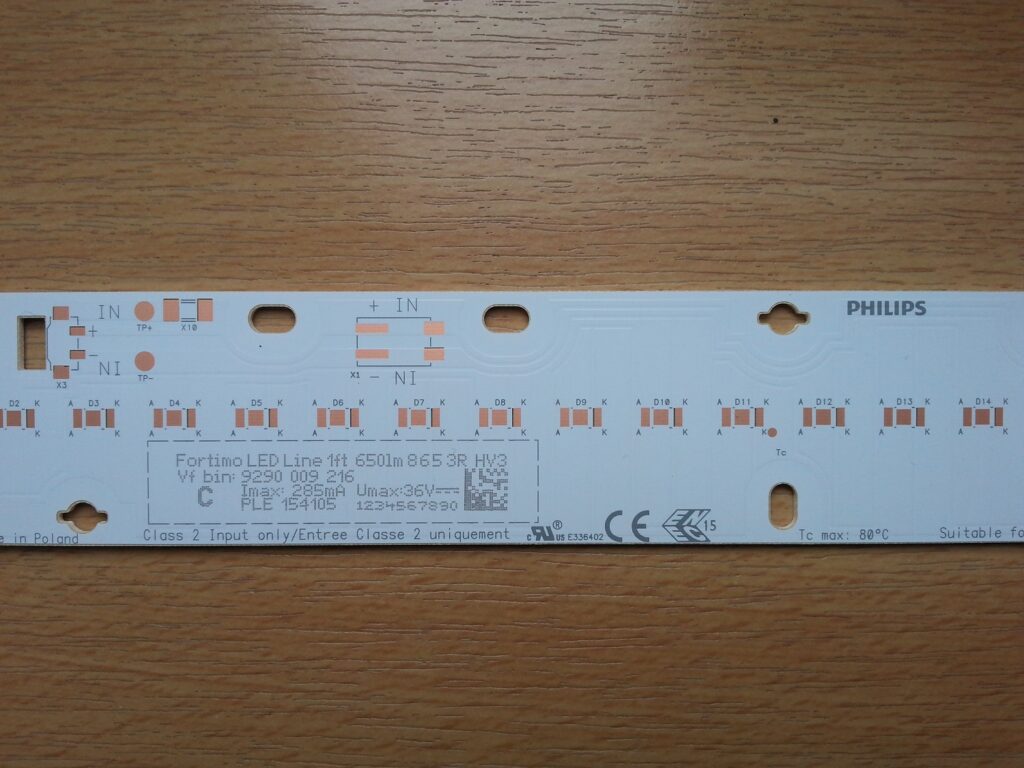 IN
+
TP+
X10
+ IN
PHILIPS
-
NI
TP-
X3
X1
- NI
D2 A D3 K A D4 K A D5 K A D6 K A D7 K A D8 K A D9 K A D10 K A D11 K A D12 K A D13 K A D14 K
K A K A K A K A K A K A K A K A K A K A K A K A K
Tc
Fortimo LED Line 1ft 650lm 865 3R HV3
Vf bin: 9290 009 216
C Imax: 285mA Umax:36V
PLE 154105 1234567890
in Poland
Class 2 Input only/Entree Classe 2 uniquement
c RU ® US E336402
CE
15
Tc max: 80°C
Suitable